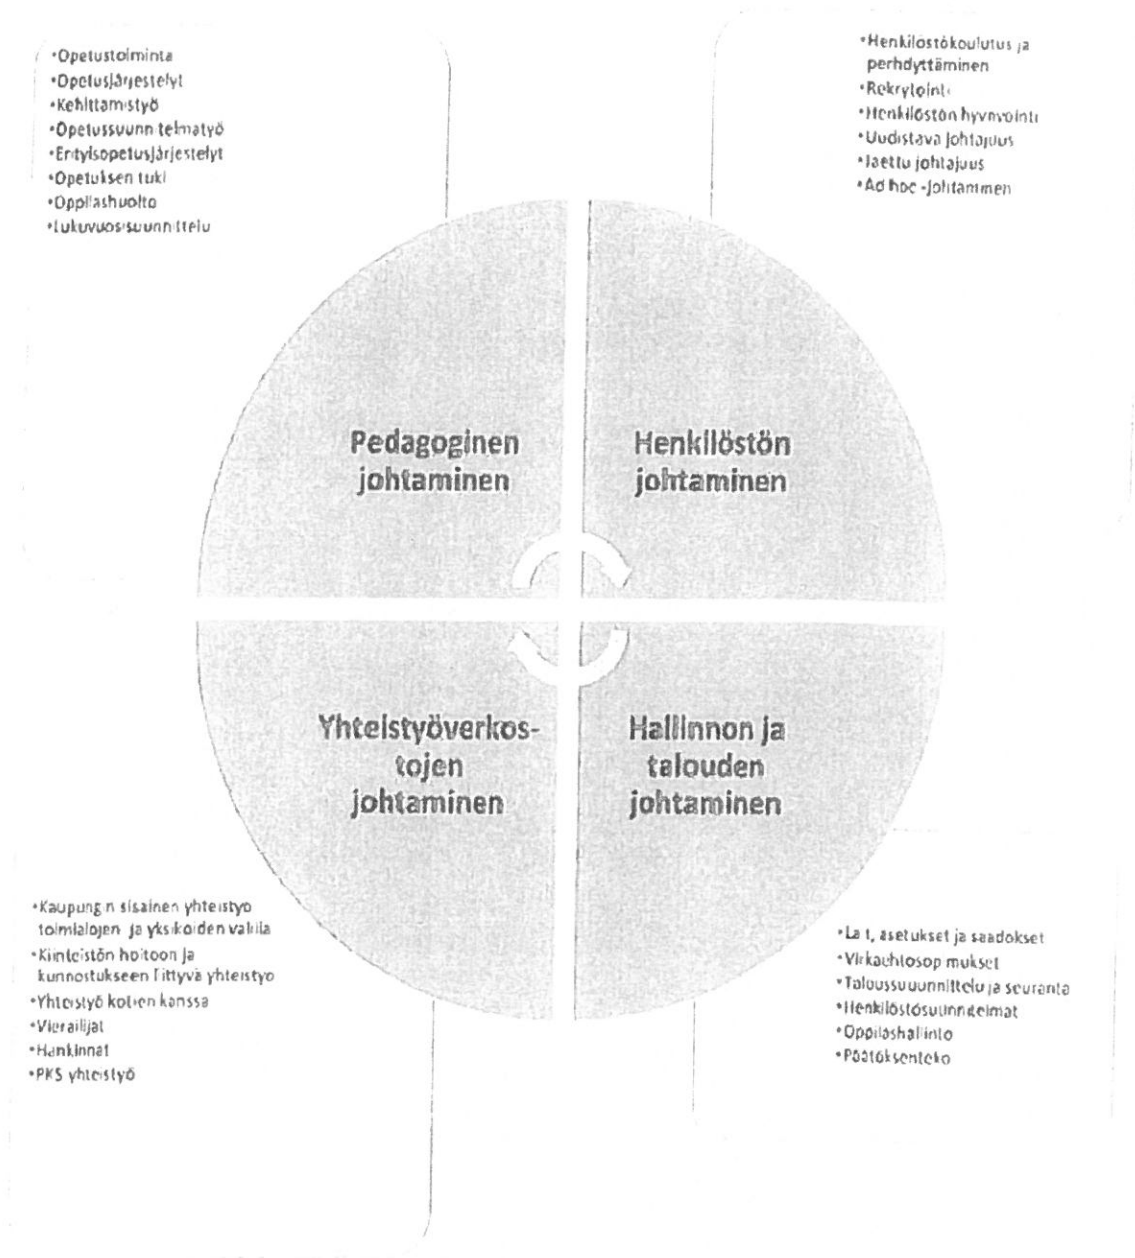 •Opetustoiminta
•Opetusjärjestelyt
•Kehittämistyö
•Opetussuunnitelmatyö
•Erityisopetusjärjestelyt
•Opetuksen tuki
•Oppilashuolto
•Lukuvuosisuunnittelu
•Henkilöstökoulutus ja
perhdyttäminen
•Rekrytointi
•Henkilöstön hyvnvointi
•Uudistava johtajuus
•Jaettu johtajuus
•Ad hoc -johtaminen
Pedagoginen
johtaminen
Henkilöstön
johtaminen
Yhteistyöverkos-
tojen
johtaminen
Hallinnon ja
talouden
johtaminen
•Kaupungin sisäinen yhteistyö
toimialojen ja yksiköiden välillä
•Kiinteistön hoitoon ja
kunnostukseen liittyvä yhteistyö
•Yhteistyö kotien kanssa
•Vierailijat
•Hankinnat
•PKS yhteistyö
•Lait, asetukset ja säädökset
•Virkaehtosopimukset
•Taloussuuunnittelu ja seuranta
•Henkilöstösuunnitelmat
•Oppilashallinto
•Päätöksenteko